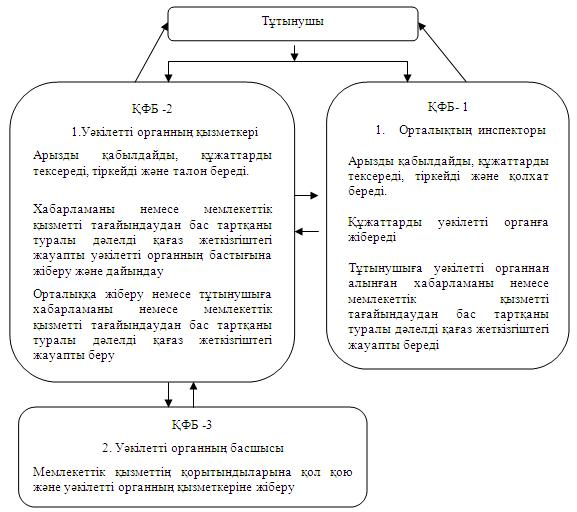 Тұтынушы
ҚФБ -2
1.Уәкілетті органның қызметкері
Арызды қабылдайды, құжаттарды
тексереді, тіркейді және талон береді.
Хабарламаны немесе мемлекеттік
қызметті тағайындаудан бас тартқаны
туралы дәлелді қағаз жеткізгіштегі
жауапты уәкілетті органның бастығына
жіберу және дайындау
Орталыққа жіберу немесе тұтынушыға
хабарламаны немесе мемлекеттік
қызметті тағайындаудан бас тартқаны
туралы дәлелді қағаз жеткізгіштегі
жауапты беру
ҚФБ- 1
1. Орталықтың инспекторы
Арызды қабылдайды, құжаттарды
тексереді, тіркейді және қолхат
береді.
Құжаттарды уәкілетті органға
жібереді
Тұтынушыға уәкілетті органнан
алынған хабарламаны немесе
мемлекеттік қызметті
тағайындаудан бас тартқаны
туралы дәлелді қағаз жеткізгіштегі
жауапты береді
ҚФБ -3
2. Уәкілетті органның басшысы
Мемлекеттік қызметтің қорытындыларына қол қою
және уәкілетті органның қызметкеріне жіберу